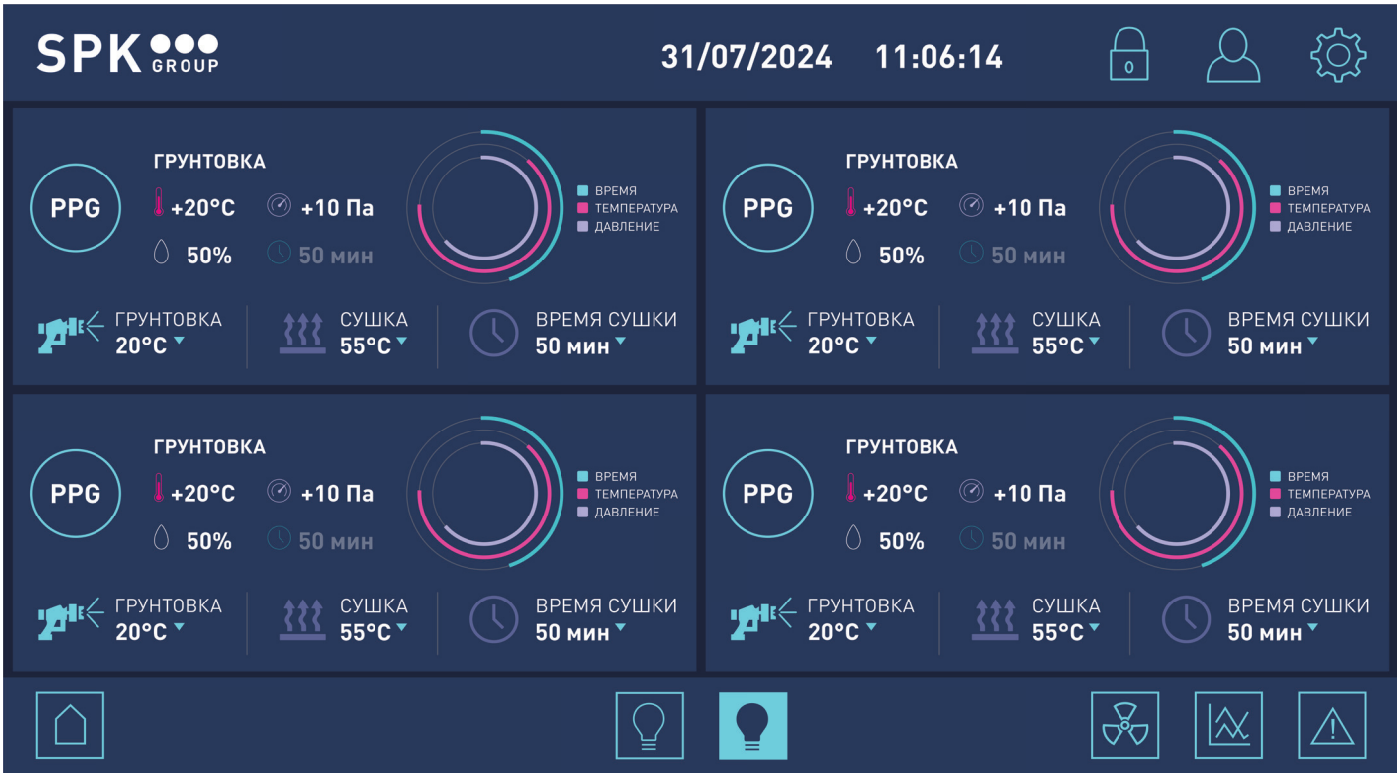 SPK GROUP
31/07/2024 11:06:14
0
ГРУНТОВКА
PPG
+20°C +10 Па
50% 50 мин
ВРЕМЯ
ТЕМПЕРАТУРА
ДАВЛЕНИЕ
ГРУНТОВКА
20°C
СУШКА
55°C
ВРЕМЯ СУШКИ
50 мин
ГРУНТОВКА
PPG
+20°C +10 Па
50% 50 мин
ВРЕМЯ
ТЕМПЕРАТУРА
ДАВЛЕНИЕ
ГРУНТОВКА
20°C
СУШКА
55°C
ВРЕМЯ СУШКИ
50 мин
ГРУНТОВКА
PPG
+20°C +10 Па
50% 50 мин
ВРЕМЯ
ТЕМПЕРАТУРА
ДАВЛЕНИЕ
ГРУНТОВКА
20°C
СУШКА
55°C
ВРЕМЯ СУШКИ
50 мин
ГРУНТОВКА
PPG
+20°C +10 Па
50% 50 мин
ВРЕМЯ
ТЕМПЕРАТУРА
ДАВЛЕНИЕ
ГРУНТОВКА
20°C
СУШКА
55°C
ВРЕМЯ СУШКИ
50 мин